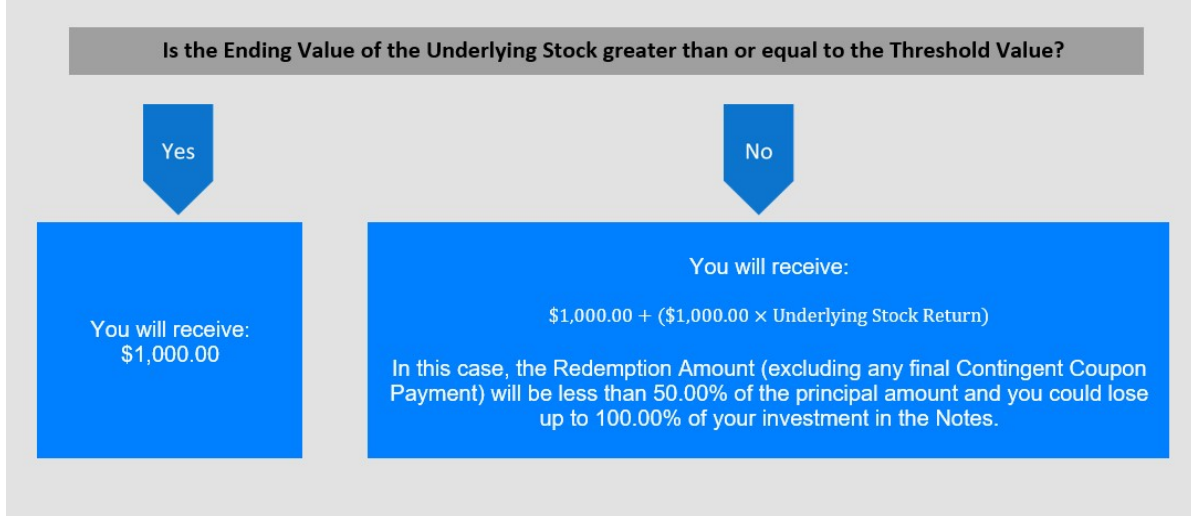 Is the Ending Value of the Underlying Stock greater than or equal to the Threshold Value?
Yes
No
You will receive:
$1,000.00
You will receive:
$1,000.00 + ($1,000.00 × Underlying Stock Return)
In this case, the Redemption Amount (excluding any final Contingent Coupon
Payment) will be less than 50.00% of the principal amount and you could lose
up to 100.00% of your investment in the Notes.